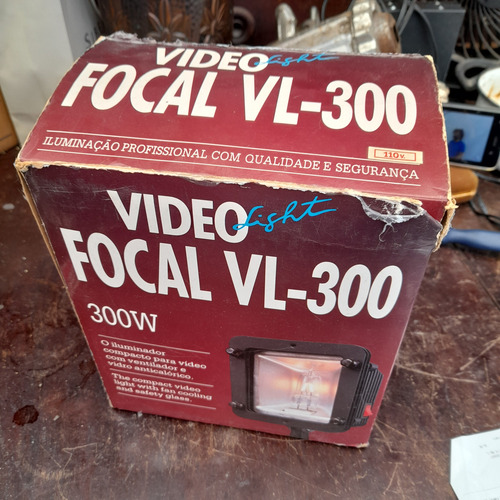 VIDEO Light
FOCAL VL-300
110v.
ILUMINAÇÃO PROFISSIONAL COM QUALIDADE E SEGURANÇA
VIDEO Light
FOCAL VL-300
300W
O iluminador
compacto para vídeo
com ventilador e
vidro anticalórico.
The compact video
light with fan cooling
and safety glass.